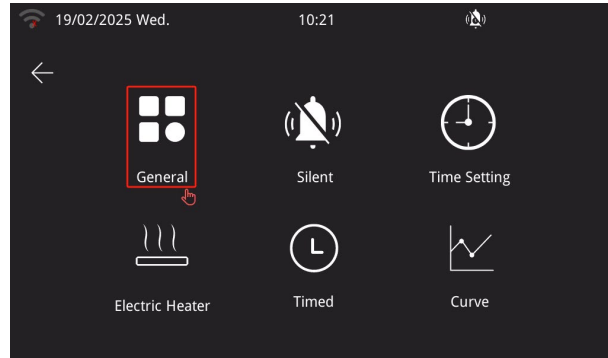 19/02/2025 Wed. 10:21
General Silent Time Setting
Electric Heater Timed Curve